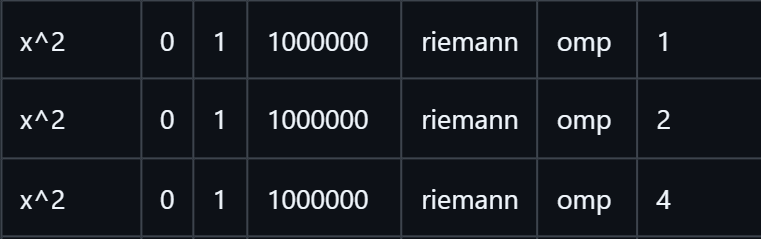 x^2 0 1 1000000 riemann omp 1
x^2 0 1 1000000 riemann omp 2
x^2 0 1 1000000 riemann omp 4